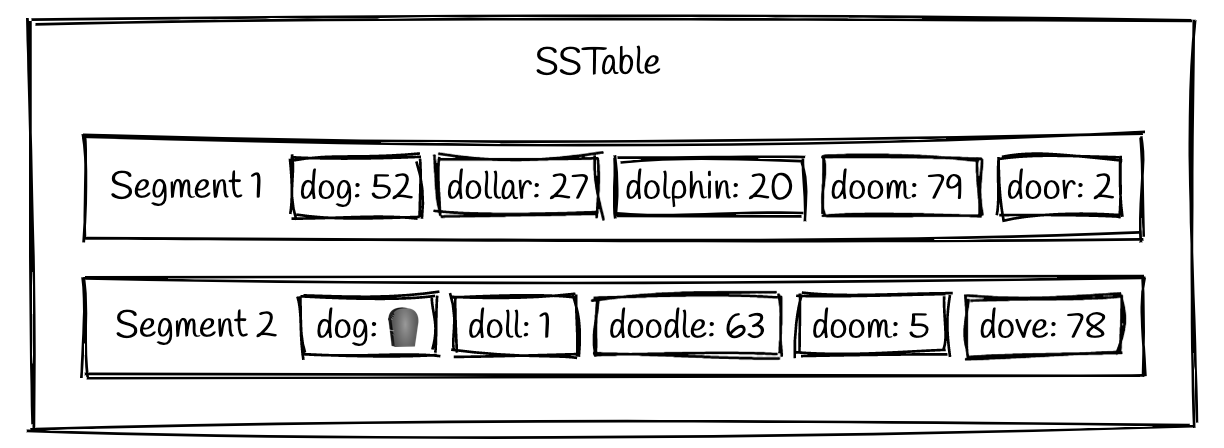 SSTable
Segment 1 dog: 52 dollar: 27 dolphin: 20 doom: 79 door: 2
Segment 2 dog: 🪦 doll: 1 doodle: 63 doom: 5 dove: 78